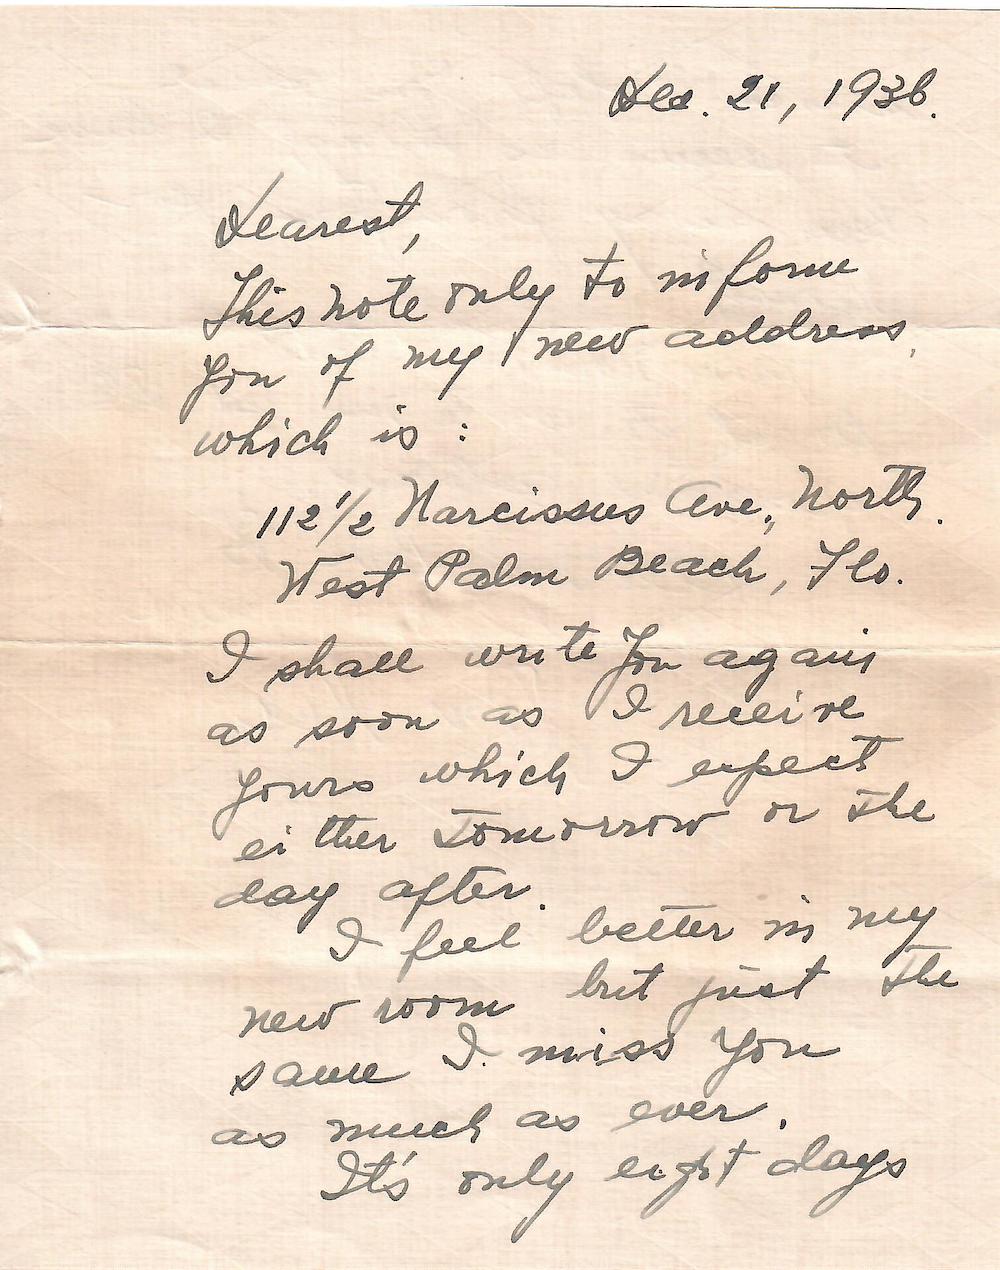 Dec. 21, 1936.
Dearest,
This note only to inform
you of my new address,
which is :
112 1/2 Narcissus Ave., North.
West Palm Beach, Flo.
I shall write you again
as soon as I receive
yours which I expect
either tomorrow or the
day after.
I feel better in my
new room but just the
same I miss you
as much as ever.
It's only eight days